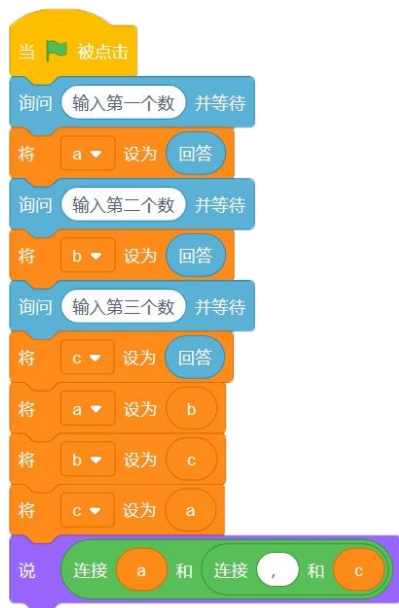 当 被点击
询问 输入第一个数 并等待
将 a 设为 回答
询问 输入第二个数 并等待
将 b 设为 回答
询问 输入第三个数 并等待
将 c 设为 回答
将 a 设为 b
将 b 设为 c
将 c 设为 a
说 连接 a 和 连接 , 和 c